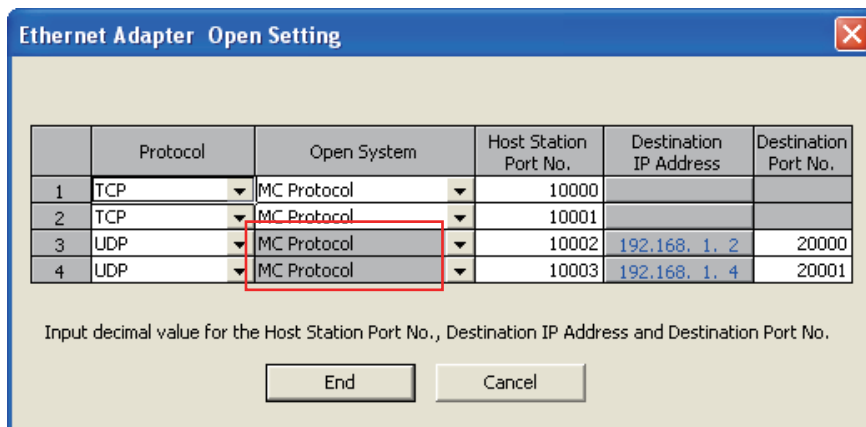 Ethernet Adapter Open Setting
Protocol Open System Host Station Port No. Destination IP Address Destination Port No.
1 TCP MC Protocol 10000
2 TCP MC Protocol 10001
3 UDP MC Protocol 10002 192.168. 1. 2 20000
4 UDP MC Protocol 10003 192.168. 1. 4 20001
Input decimal value for the Host Station Port No., Destination IP Address and Destination Port No.
End Cancel